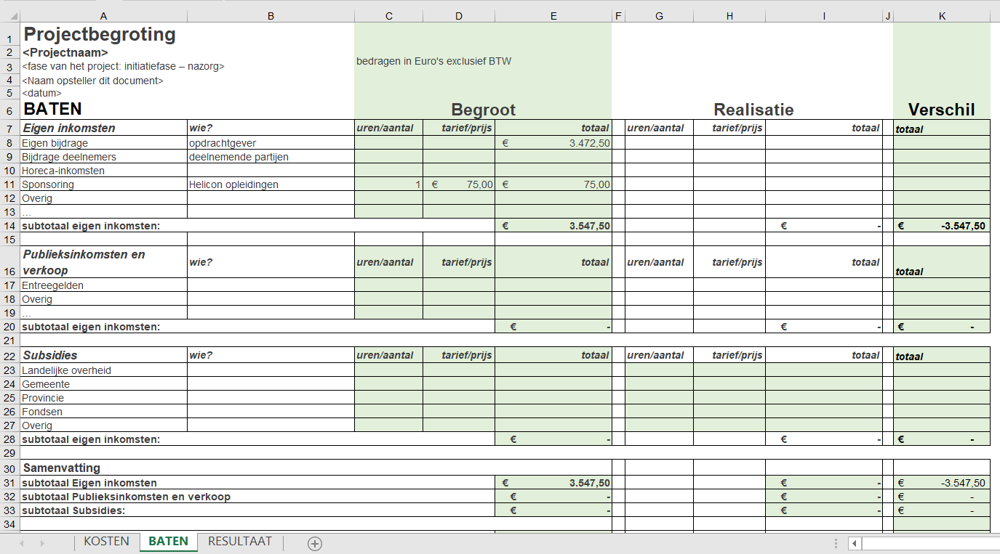 A B C D E F G H I J K
1 Projectbegroting
2 <Projectnaam>
3 <fase van het project: initiatiefase – nazorg> bedragen in Euro's exclusief BTW
4 <Naam opsteller dit document>
5 <datum>
6 BATEN Begroot Realisatie Verschil
7 Eigen inkomsten wie? uren/aantal tarief/prijs totaal uren/aantal tarief/prijs totaal totaal
8 Eigen bijdrage opdrachtgever € 3.472,50
9 Bijdrage deelnemers deelnemende partijen
10 Horeca-inkomsten
11 Sponsoring Helicon opleidingen 1 € 75,00 € 75,00
12 Overig
13 ...
14 subtotaal eigen inkomsten: € 3.547,50 € - € -3.547,50
15
Publieksinkomsten en
16 verkoop wie? uren/aantal tarief/prijs totaal uren/aantal tarief/prijs totaal totaal
17 Entreegelden
18 Overig
19 ...
20 subtotaal eigen inkomsten: € - € - € -
21
22 Subsidies wie? uren/aantal tarief/prijs totaal uren/aantal tarief/prijs totaal totaal
23 Landelijke overheid
24 Gemeente
25 Provincie
26 Fondsen
27 Overig
28 subtotaal eigen inkomsten: € - € - € -
29
30 Samenvatting
31 subtotaal Eigen inkomsten € 3.547,50 € - € -3.547,50
32 subtotaal Publieksinkomsten en verkoop € - € - € -
33 subtotaal Subsidies: € - € - € -
34
KOSTEN BATEN RESULTAAT